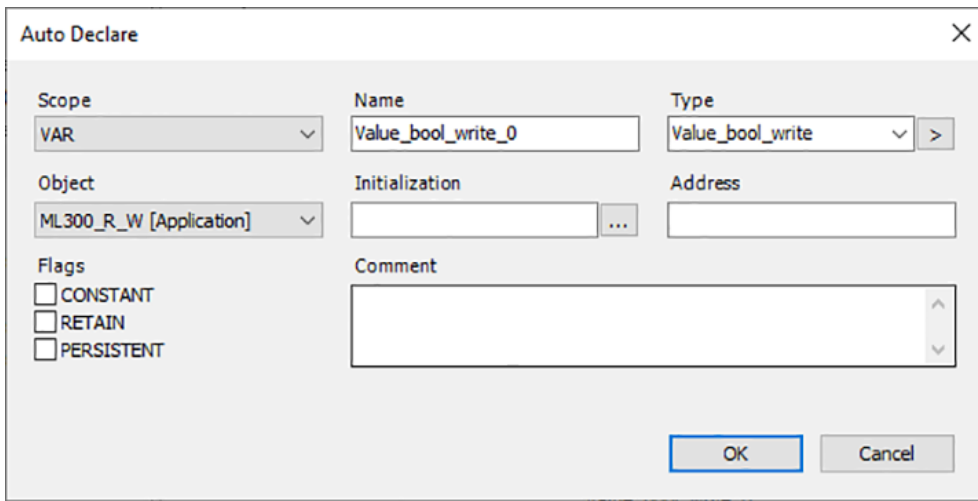 Auto Declare
Scope
Name
Type
VAR
Value_bool_write_0
Value_bool_write
>
Object
Initialization
Address
ML300_R_W [Application]
...
Flags
Comment
CONSTANT
RETAIN
PERSISTENT
OK
Cancel